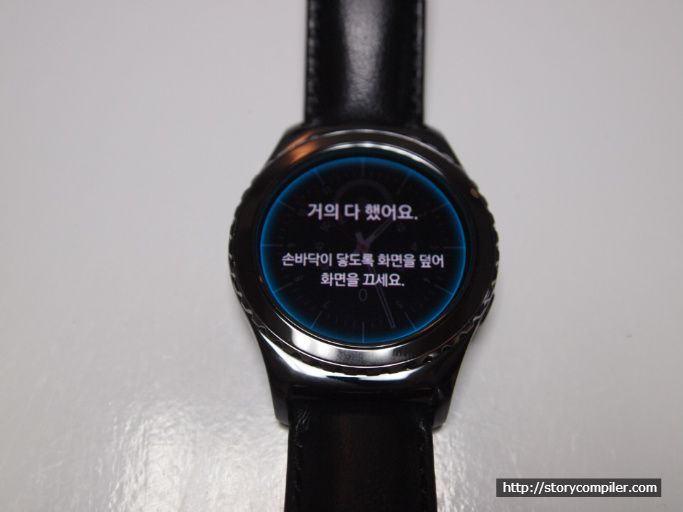 거의 다 했어요.
손바닥이 닿도록 화면을 덮어
화면을 끄세요.
http://storycompiler.com